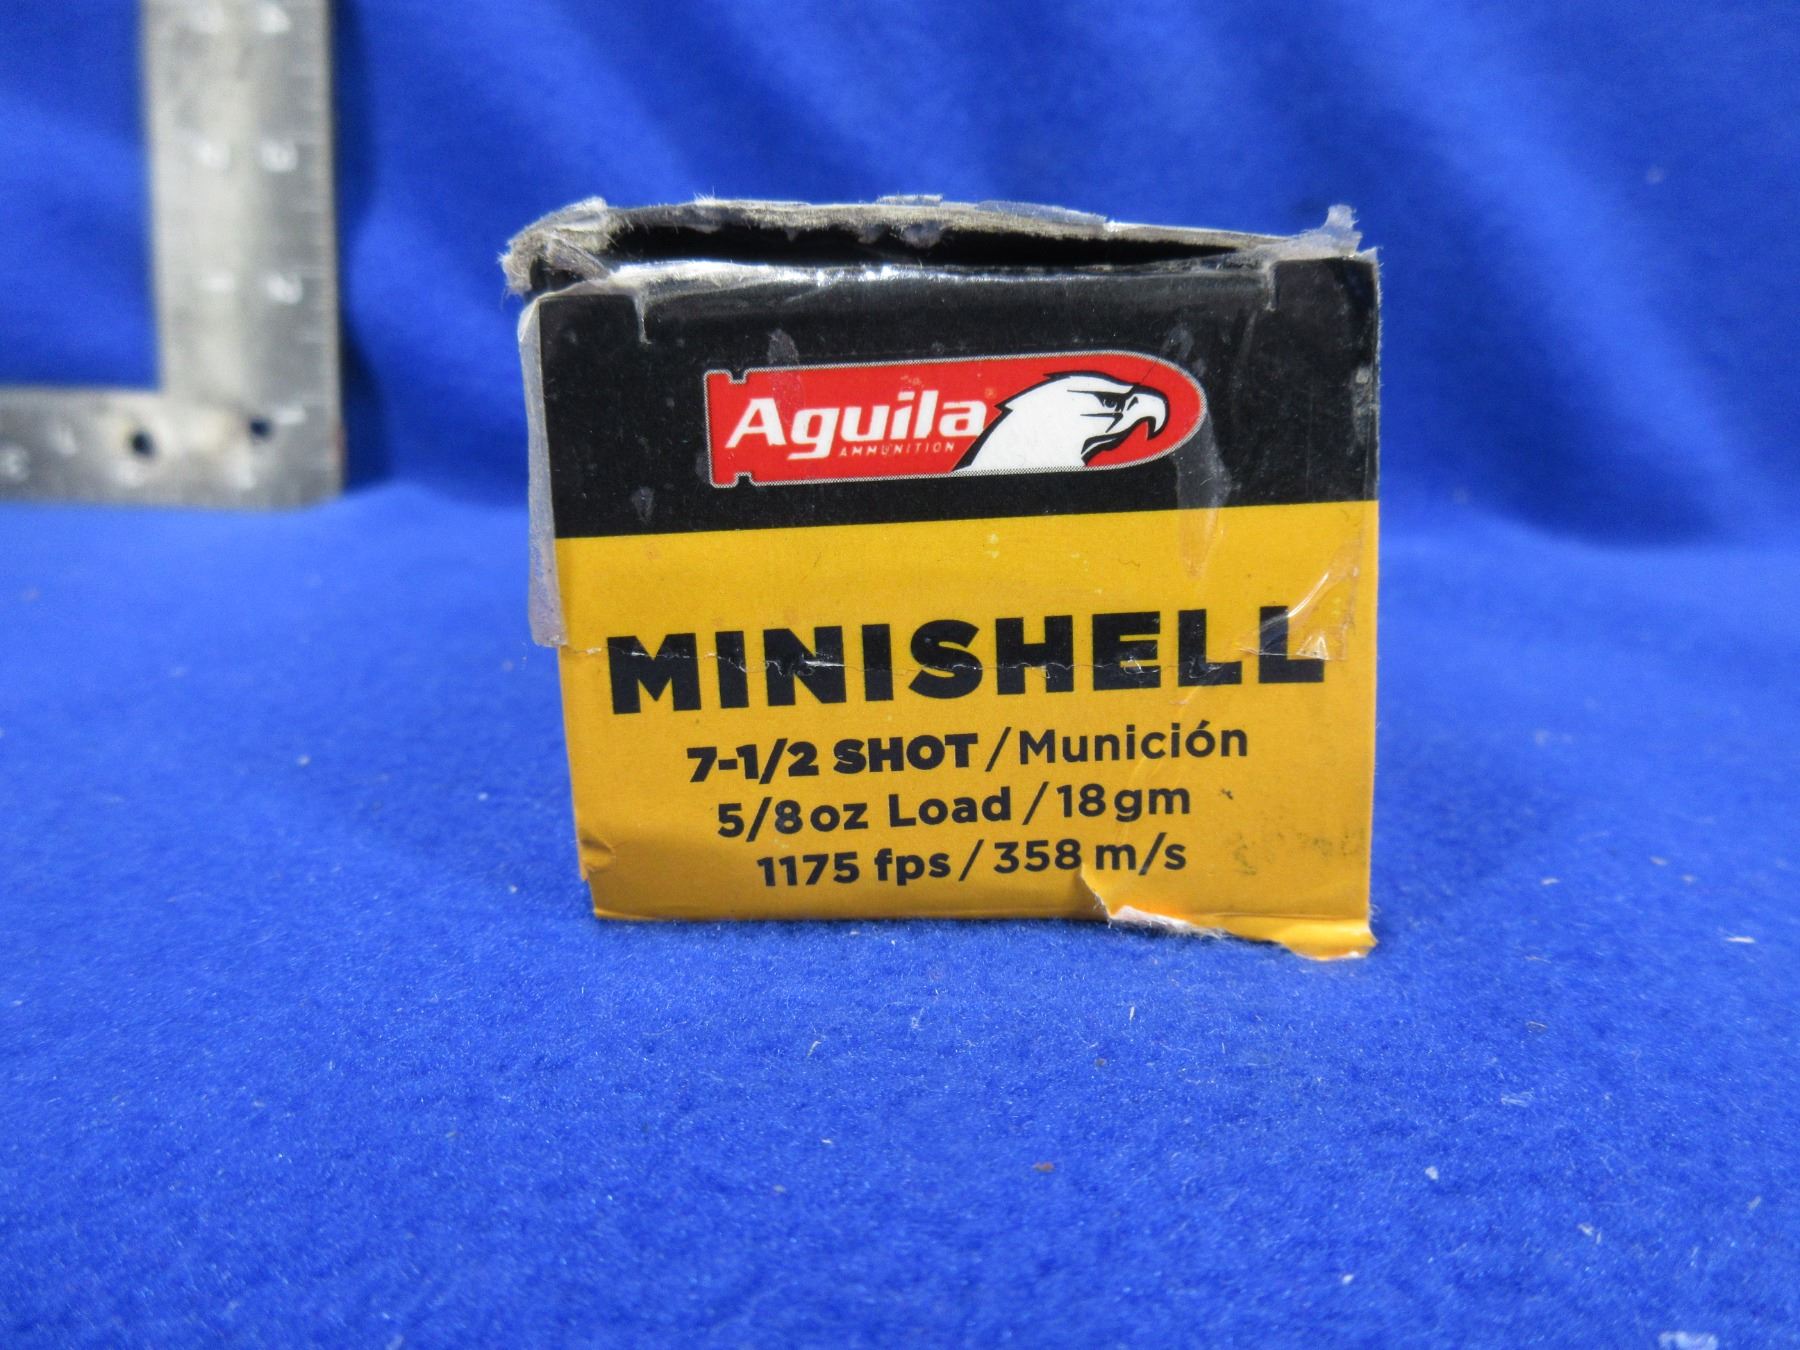 Aguila
AMMUNITION
MINISHELL
7-1/2 SHOT / Munición
5/8oz Load / 18gm
1175 fps / 358 m/s